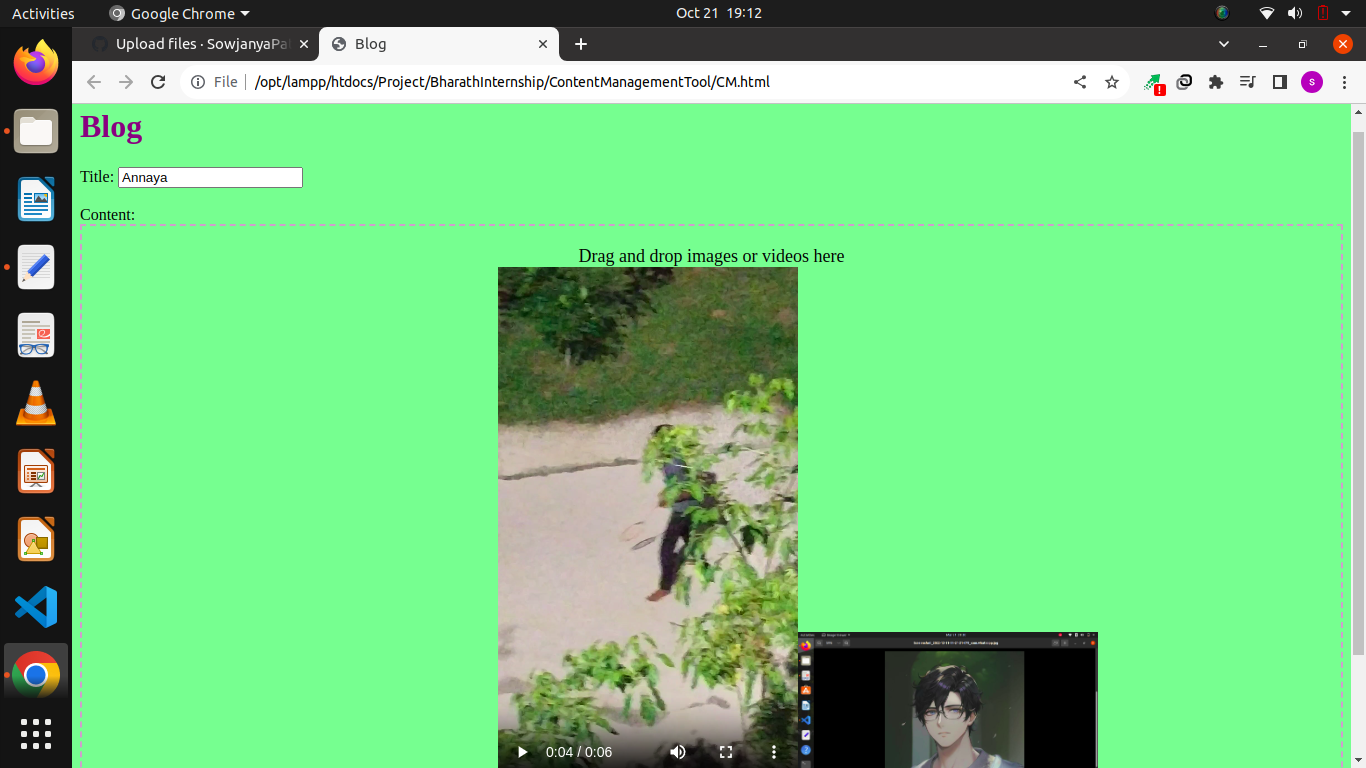 Activities Google Chrome Oct 21 19:12
Upload files · SowjanyaPa Blog
File /opt/lampp/htdocs/Project/BharathInternship/ContentManagementTool/CM.html S
Blog
Title: Annaya
Content:
Drag and drop images or videos here
0:04 / 0:06